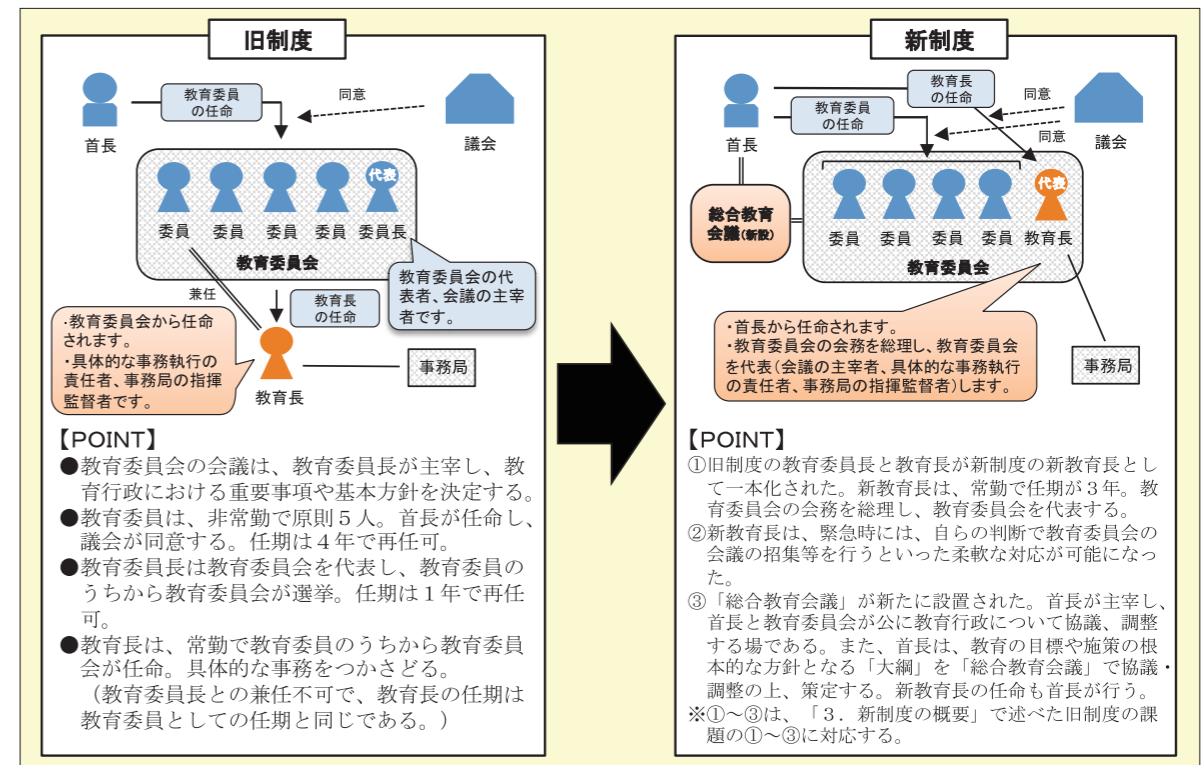 旧制度
教育委員
の任命
同意
首長
議会
代表
委員 委員 委員 委員 委員長
教育委員会
教育委員会の代
表者、会議の主宰
者です。
兼任
教育長
の任命
・教育委員会から任命
されます。
・具体的な事務執行の
責任者、事務局の指揮
監督者です。
教育長
事務局
【POINT】
●教育委員会の会議は、教育委員長が主宰し、教
育行政における重要事項や基本方針を決定する。
●教育委員は、非常勤で原則5人。首長が任命し、
議会が同意する。任期は4年で再任可。
●教育委員長は教育委員会を代表し、教育委員の
うちから教育委員会が選挙。任期は1年で再任
可。
●教育長は、常勤で教育委員のうちから教育委員
会が任命。具体的な事務をつかさどる。
(教育委員長との兼任不可で、教育長の任期は
教育委員としての任期と同じである。)
新制度
教育長
の任命
教育委員
の任命
同意
同意
首長
議会
総合教育
会議(新設)
代表
委員 委員 委員 委員 教育長
教育委員会
・首長から任命されます。
・教育委員会の会務を総理し、教育委員会
を代表(会議の主宰者、具体的な事務執行
の責任者、事務局の指揮監督者)します。
事務局
【POINT】
①旧制度の教育委員長と教育長が新制度の新教育長とし
て一本化された。新教育長は、常勤で任期が3年。教
育委員会の会務を総理し、教育委員会を代表する。
②新教育長は、緊急時には、自らの判断で教育委員会の
会議の招集等を行うといった柔軟な対応が可能になっ
た。
③「総合教育会議」が新たに設置された。首長が主宰し、
首長と教育委員会が公に教育行政について協議、調整
する場である。また、首長は、教育の目標や施策の根
本的な方針となる「大綱」を「総合教育会議」で協議・
調整の上、策定する。新教育長の任命も首長が行う。
※①～③は、「3．新制度の概要」で述べた旧制度の課
題の①～③に対応する。